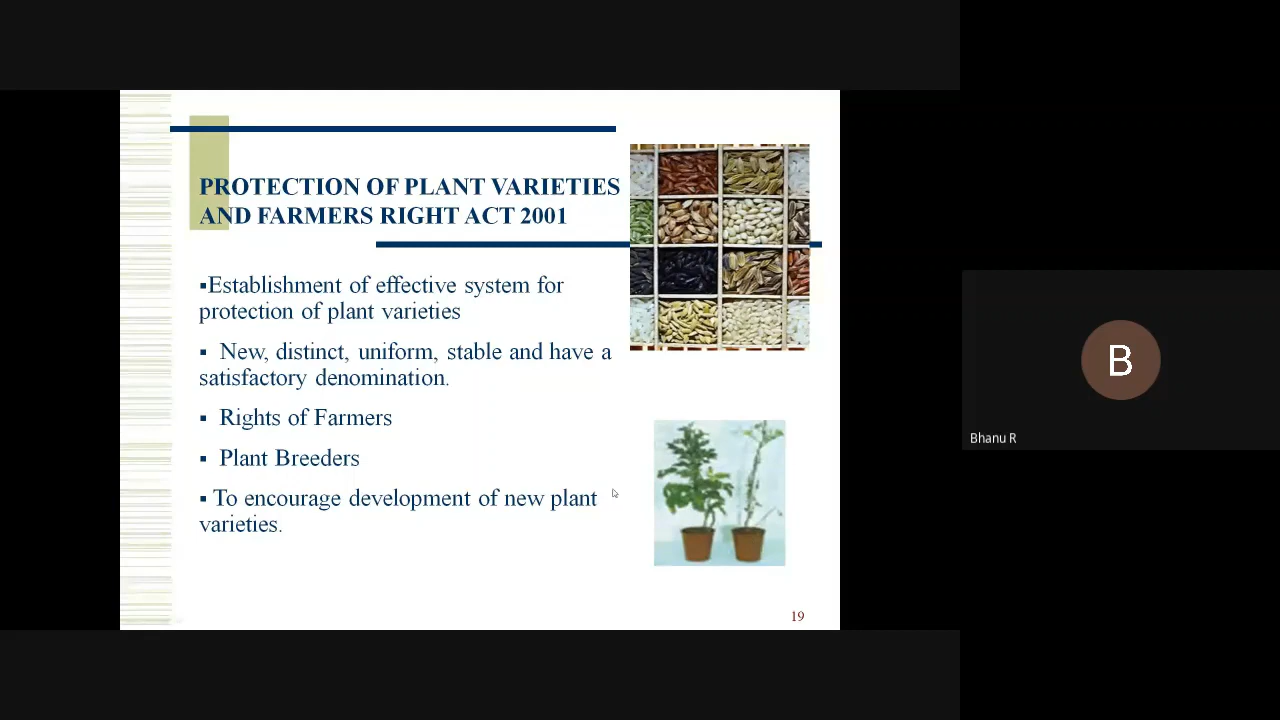 PROTECTION OF PLANT VARIETIES
AND FARMERS RIGHT ACT 2001
▪Establishment of effective system for
protection of plant varieties
▪ New, distinct, uniform, stable and have a
satisfactory denomination.
▪ Rights of Farmers
▪ Plant Breeders
▪ To encourage development of new plant
varieties.
19
B
Bhanu R